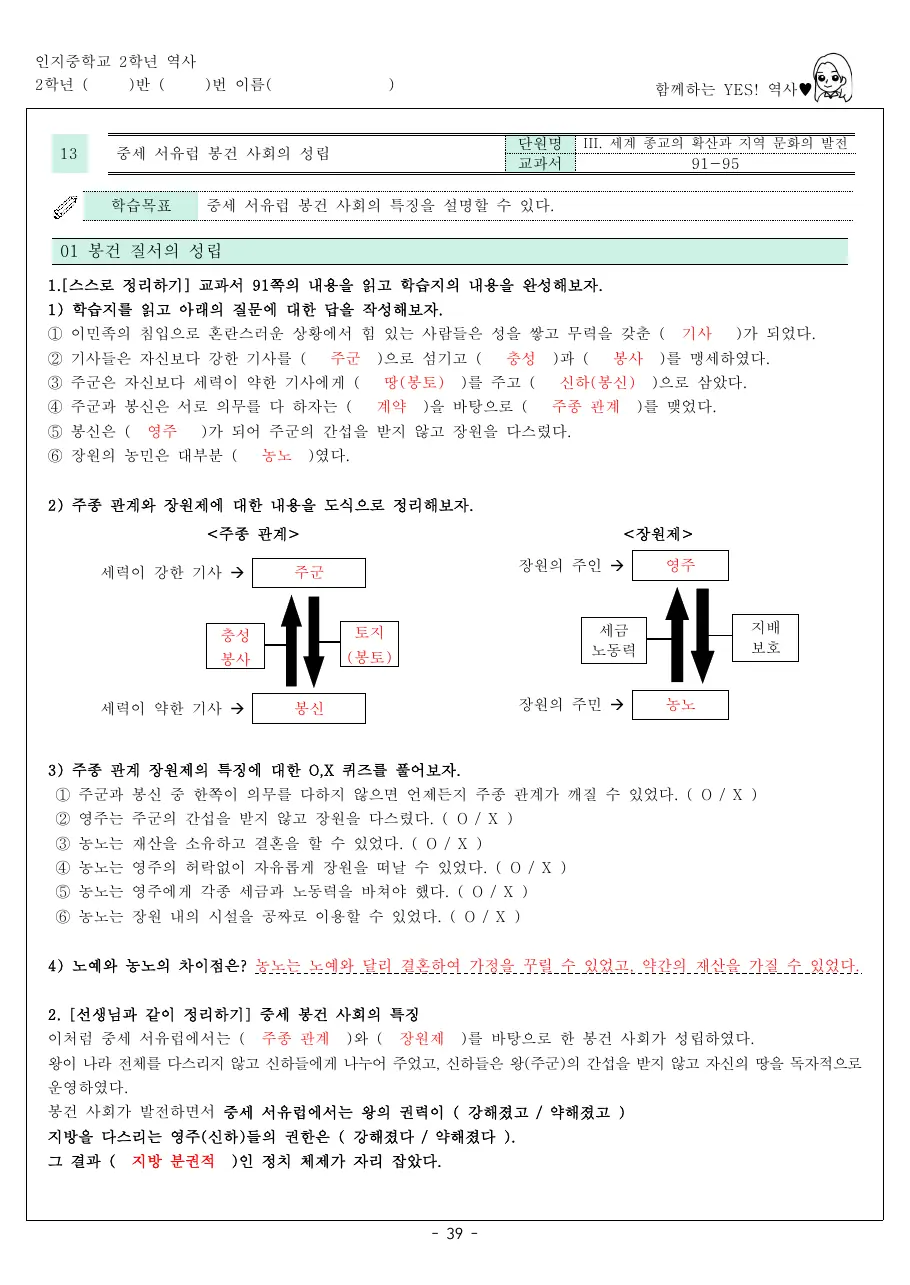 인지중학교 2학년 역사
2학년 (    )반 (    )번 이름(            )
함께하는 YES! 역사♥
13 중세 서유럽 봉건 사회의 성립
단원명 III. 세계 종교의 확산과 지역 문화의 발전
교과서 91-95
학습목표 중세 서유럽 봉건 사회의 특징을 설명할 수 있다.
01 봉건 질서의 성립
1.[스스로 정리하기] 교과서 91쪽의 내용을 읽고 학습지의 내용을 완성해보자.
1) 학습지를 읽고 아래의 질문에 대한 답을 작성해보자.
① 이민족의 침입으로 혼란스러운 상황에서 힘 있는 사람들은 성을 쌓고 무력을 갖춘 ( 기사 )가 되었다.
② 기사들은 자신보다 강한 기사를 ( 주군 )으로 섬기고 ( 충성 )과 ( 봉사 )를 맹세하였다.
③ 주군은 자신보다 세력이 약한 기사에게 ( 땅(봉토) )를 주고 ( 신하(봉신) )으로 삼았다.
④ 주군과 봉신은 서로 의무를 다 하자는 ( 계약 )을 바탕으로 ( 주종 관계 )를 맺었다.
⑤ 봉신은 ( 영주 )가 되어 주군의 간섭을 받지 않고 장원을 다스렸다.
⑥ 장원의 농민은 대부분 ( 농노 )였다.
2) 주종 관계와 장원제에 대한 내용을 도식으로 정리해보자.
<주종 관계>
세력이 강한 기사 → 주군
충성
봉사
토지
(봉토)
세력이 약한 기사 → 봉신
<장원제>
장원의 주인 → 영주
세금
노동력
지배
보호
장원의 주민 → 농노
3) 주종 관계 장원제의 특징에 대한 O,X 퀴즈를 풀어보자.
① 주군과 봉신 중 한쪽이 의무를 다하지 않으면 언제든지 주종 관계가 깨질 수 있었다. ( O / X )
② 영주는 주군의 간섭을 받지 않고 장원을 다스렸다. ( O / X )
③ 농노는 재산을 소유하고 결혼을 할 수 있었다. ( O / X )
④ 농노는 영주의 허락없이 자유롭게 장원을 떠날 수 있었다. ( O / X )
⑤ 농노는 영주에게 각종 세금과 노동력을 바쳐야 했다. ( O / X )
⑥ 농노는 장원 내의 시설을 공짜로 이용할 수 있었다. ( O / X )
4) 노예와 농노의 차이점은? 농노는 노예와 달리 결혼하여 가정을 꾸릴 수 있었고, 약간의 재산을 가질 수 있었다.
2. [선생님과 같이 정리하기] 중세 봉건 사회의 특징
이처럼 중세 서유럽에서는 ( 주종 관계 )와 ( 장원제 )를 바탕으로 한 봉건 사회가 성립하였다.
왕이 나라 전체를 다스리지 않고 신하들에게 나누어 주었고, 신하들은 왕(주군)의 간섭을 받지 않고 자신의 땅을 독자적으로
운영하였다.
봉건 사회가 발전하면서 중세 서유럽에서는 왕의 권력이 ( 강해졌고 / 약해졌고 )
지방을 다스리는 영주(신하)들의 권한은 ( 강해졌다 / 약해졌다 ).
그 결과 ( 지방 분권적 )인 정치 체제가 자리 잡았다.
- 39 -